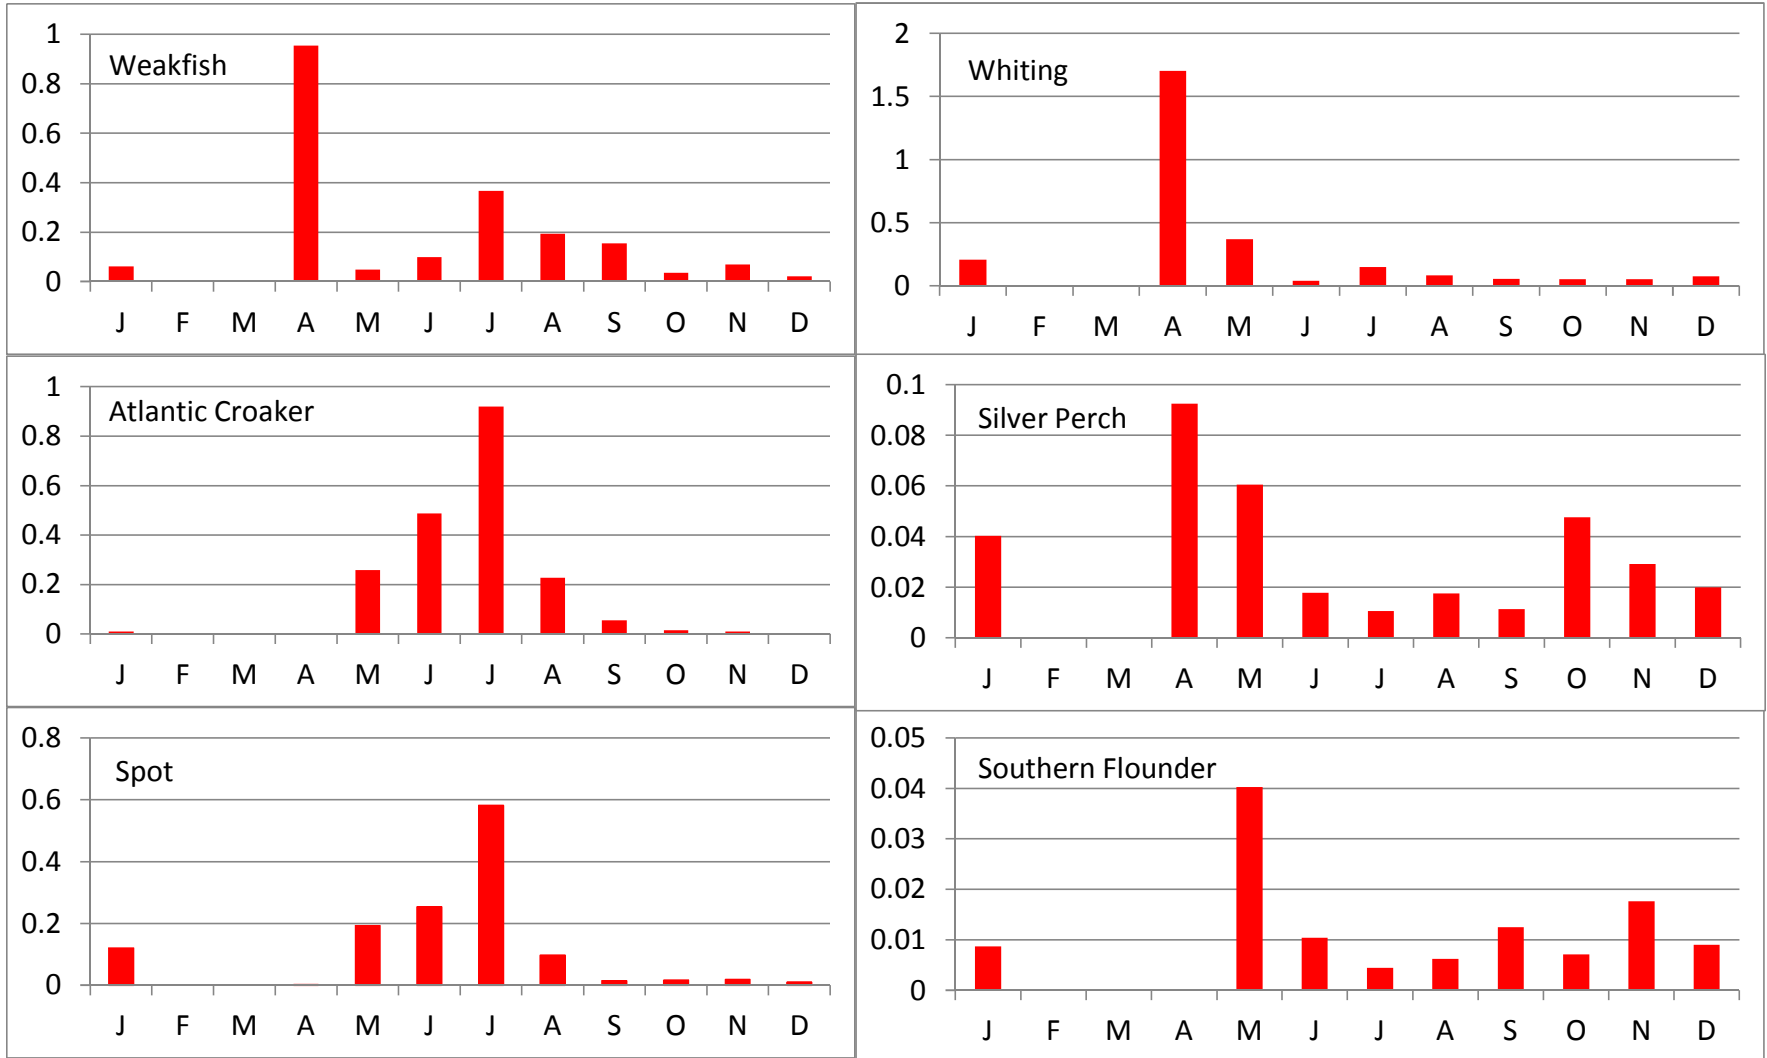 1
0.8
0.6
0.4
0.2
0
Weakfish
J F M A M J J A S O N D
2
1.5
1
0.5
0
Whiting
J F M A M J J A S O N D
1
0.8
0.6
0.4
0.2
0
Atlantic Croaker
J F M A M J J A S O N D
0.1
0.08
0.06
0.04
0.02
0
Silver Perch
J F M A M J J A S O N D
0.8
0.6
0.4
0.2
0
Spot
J F M A M J J A S O N D
0.05
0.04
0.03
0.02
0.01
0
Southern Flounder
J F M A M J J A S O N D